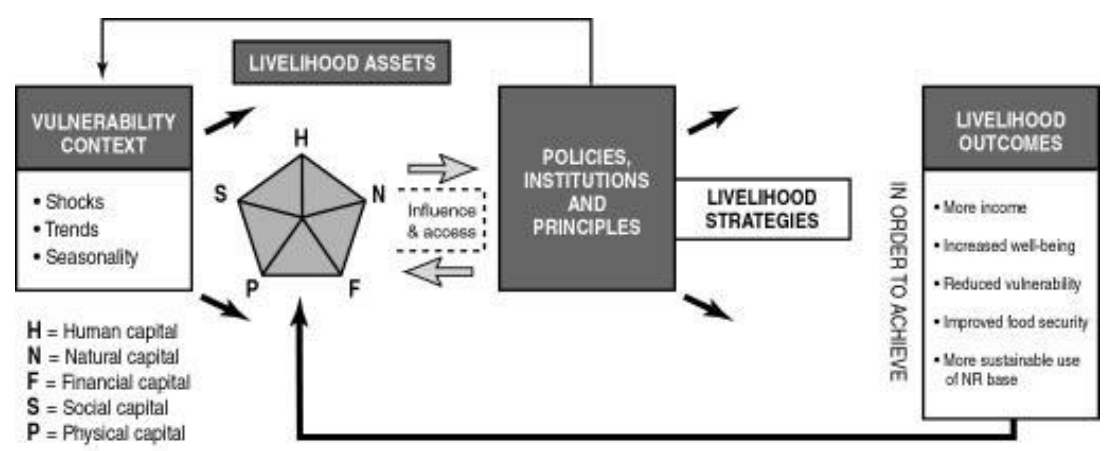 LIVELIHOOD ASSETS
VULNERABILITY
CONTEXT
• Shocks
• Trends
• Seasonality
H
S
N
P
F
Influence
& access
POLICIES,
INSTITUTIONS
AND
PRINCIPLES
LIVELIHOOD
STRATEGIES
IN ORDER TO ACHIEVE
LIVELIHOOD
OUTCOMES
• More income
• Increased well-being
• Reduced vulnerability
• Improved food security
• More sustainable use
of NR base
H = Human capital
N = Natural capital
F = Financial capital
S = Social capital
P = Physical capital